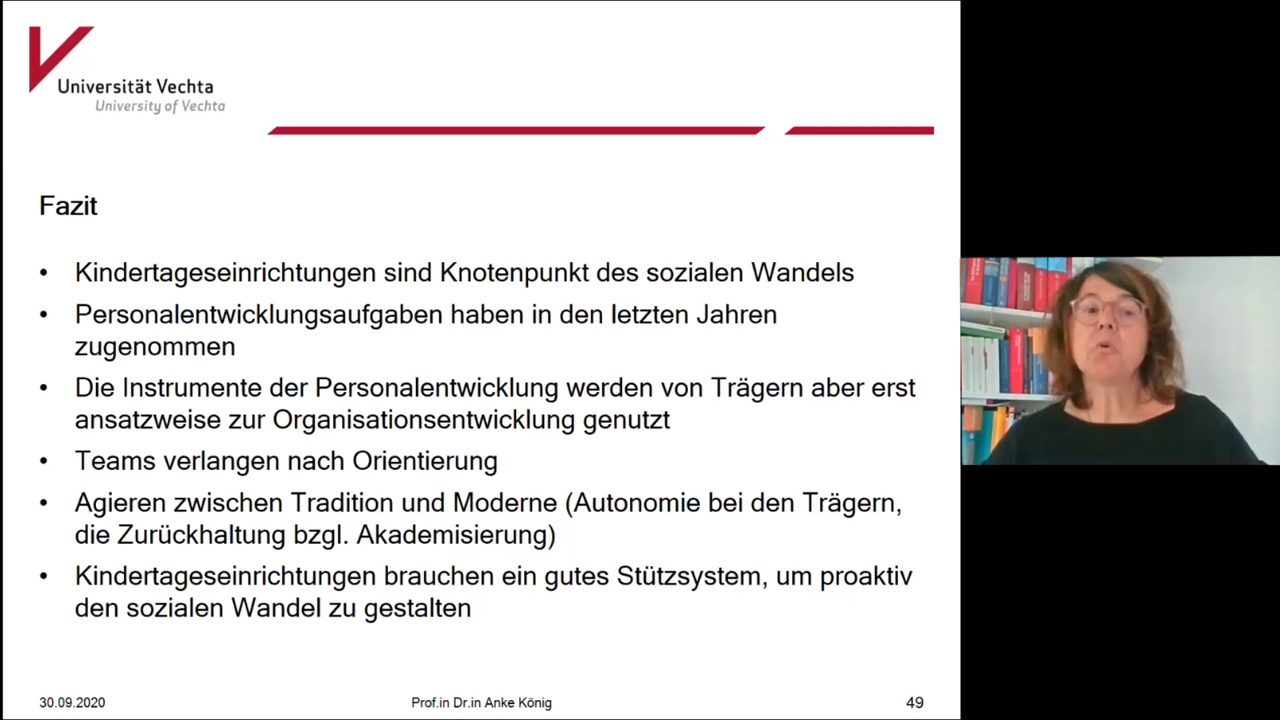 Universität Vechta
University of Vechta
Fazit
• Kindertageseinrichtungen sind Knotenpunkt des sozialen Wandels
• Personalentwicklungsaufgaben haben in den letzten Jahren
zugenommen
• Die Instrumente der Personalentwicklung werden von Trägern aber erst
ansatzweise zur Organisationsentwicklung genutzt
• Teams verlangen nach Orientierung
• Agieren zwischen Tradition und Moderne (Autonomie bei den Trägern,
die Zurückhaltung bzgl. Akademisierung)
• Kindertageseinrichtungen brauchen ein gutes Stützsystem, um proaktiv
den sozialen Wandel zu gestalten
30.09.2020
Prof.in Dr.in Anke König
49